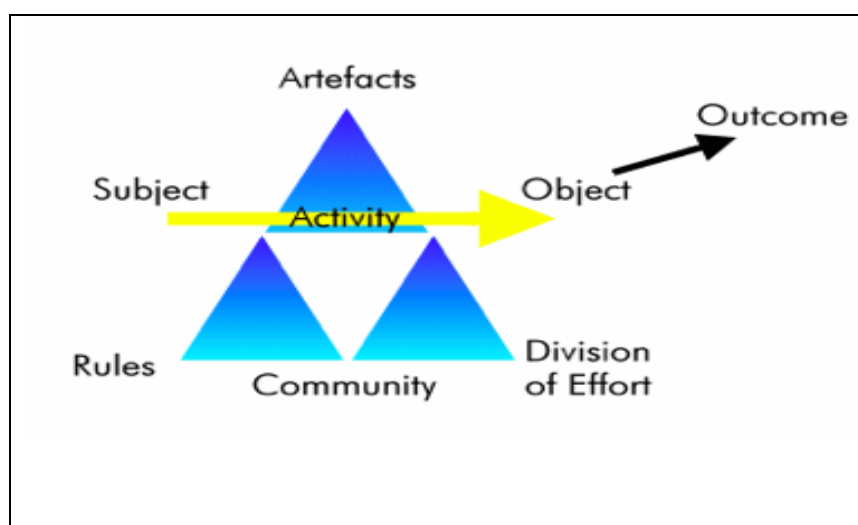 Artefacts
Outcome
Subject
Object
Activity
Rules
Community
Division
of Effort